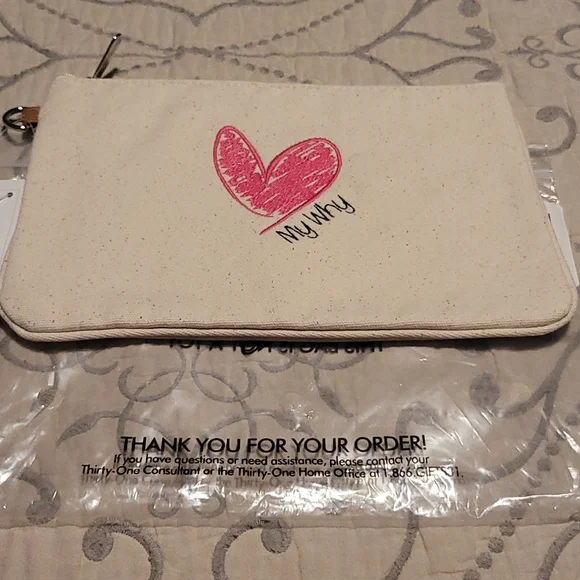 My Why
THANK YOU FOR YOUR ORDER!
If you have questions or need assistance, please contact your
Thirty-One Consultant or the Thirty-One Home Office at 1.866.GIFTS31.